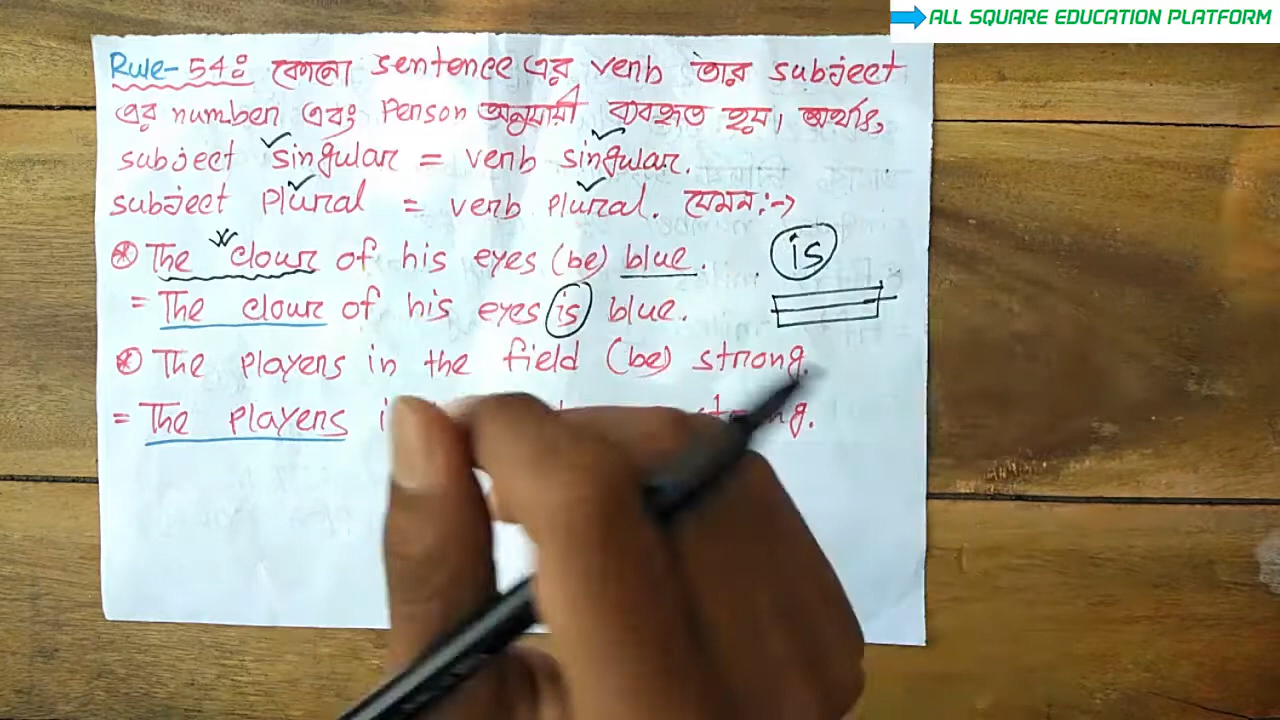 ALL SQUARE EDUCATION PLATFORM
Rule-54: কোনো sentence এর verb তার subject
এর number এবং Person অনুযায়ী ব্যবহৃত হয়। অর্থাৎ,
subject singular = verb singular.
subject Plural = verb plural. যেমন:->
The clour of his eyes (be) blue. is
= The clour of his eyes is blue.
The players in the field (be) strong.
= The players